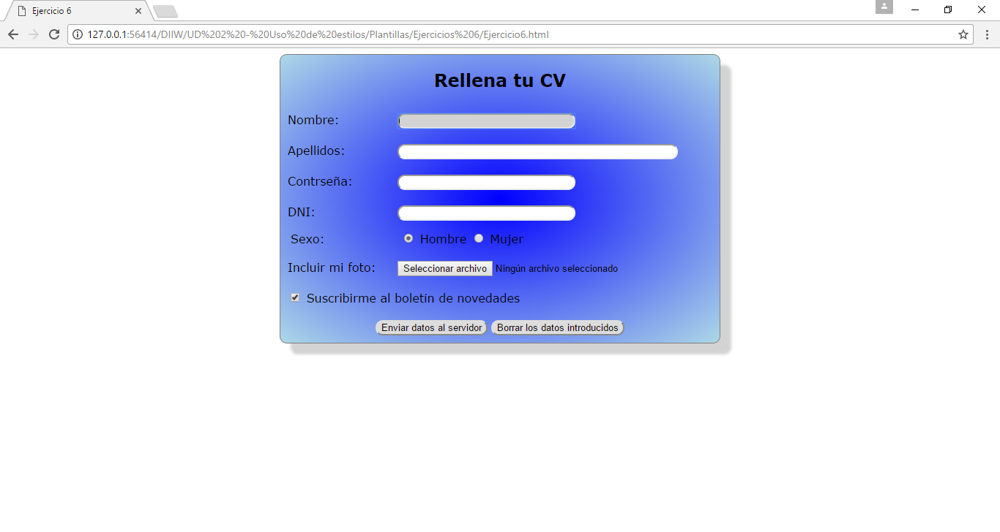 Ejercicio 6
127.0.0.1:56414/DIIW/UD%202%20-%20Uso%20de%20estilos/Plantillas/Ejercicios%206/Ejercicio6.html
Rellena tu CV
Nombre:
Apellidos:
Contrseña:
DNI:
Sexo: Hombre Mujer
Incluir mi foto: Seleccionar archivo Ningún archivo seleccionado
Suscribirme al boletín de novedades
Enviar datos al servidor Borrar los datos introducidos